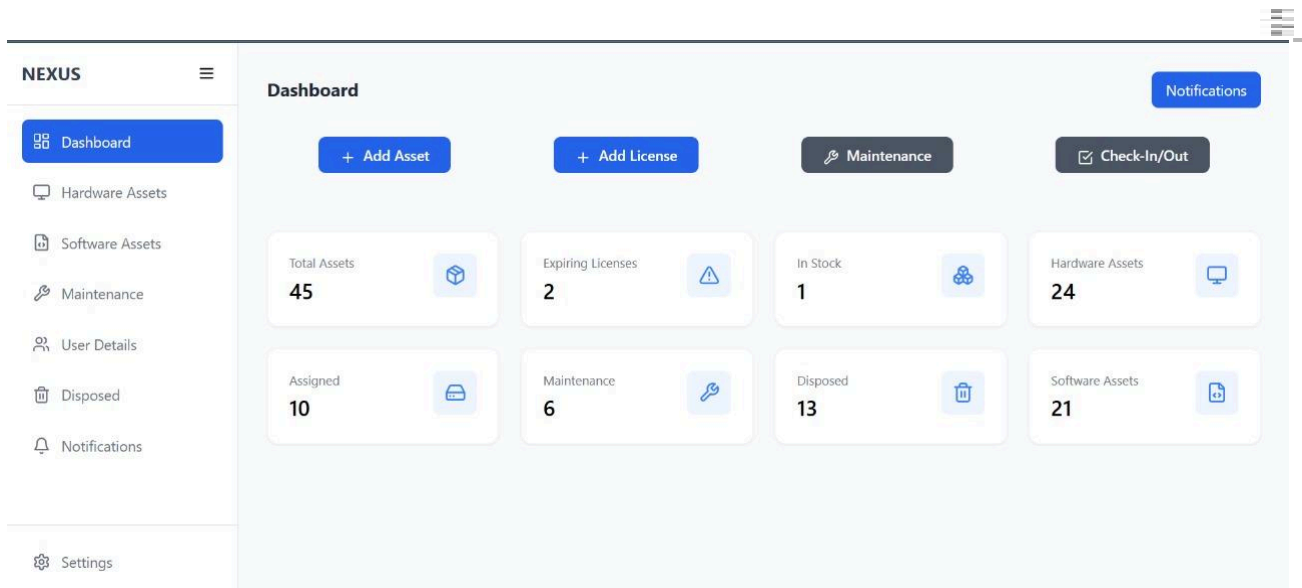 NEXUS
Dashboard
Hardware Assets
Software Assets
Maintenance
User Details
Disposed
Notifications
Settings
Dashboard
Notifications
+ Add Asset
+ Add License
Maintenance
Check-In/Out
Total Assets
45
Expiring Licenses
2
In Stock
1
Hardware Assets
24
Assigned
10
Maintenance
6
Disposed
13
Software Assets
21